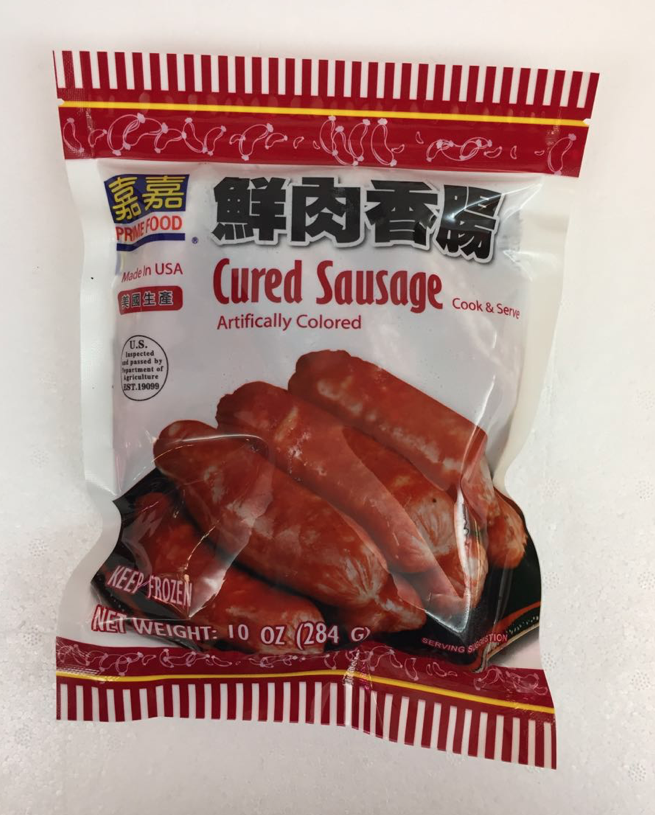 嘉嘉
PRIME FOOD
®
鮮肉香腸
Made in USA
美國生產
Cured Sausage
Cook & Serve
Artifically Colored
U.S.
Inspected
and passed by
Department of
Agriculture
EST.19099
KEEP FROZEN
NET WEIGHT: 10 OZ (284 G)
SERVING SUGGESTION